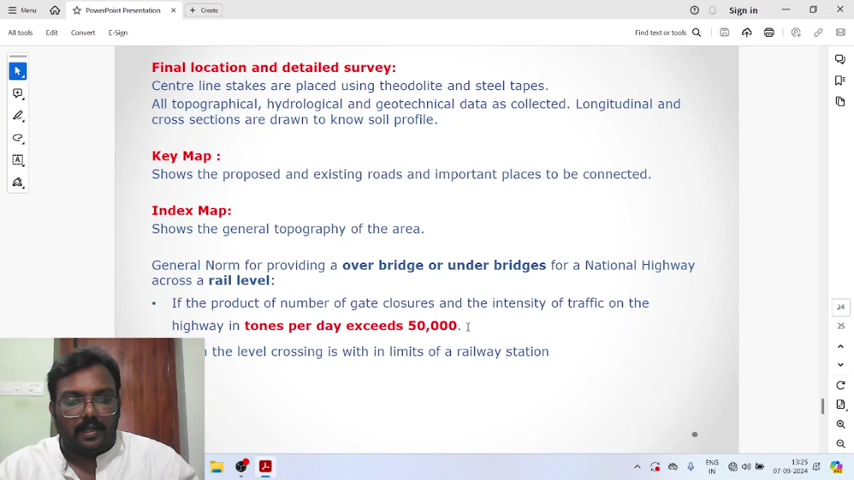 Menu
PowerPoint Presentation
Create
Sign in
All tools
Edit
Convert
E-Sign
Find text or tools
Final location and detailed survey:
Centre line stakes are placed using theodolite and steel tapes.
All topographical, hydrological and geotechnical data as collected. Longitudinal and
cross sections are drawn to know soil profile.
Key Map :
Shows the proposed and existing roads and important places to be connected.
Index Map:
Shows the general topography of the area.
General Norm for providing a over bridge or under bridges for a National Highway
across a rail level:
• If the product of number of gate closures and the intensity of traffic on the
highway in tones per day exceeds 50,000.
the level crossing is with in limits of a railway station
24
25
ENG
IN
13:25
07-09-2024